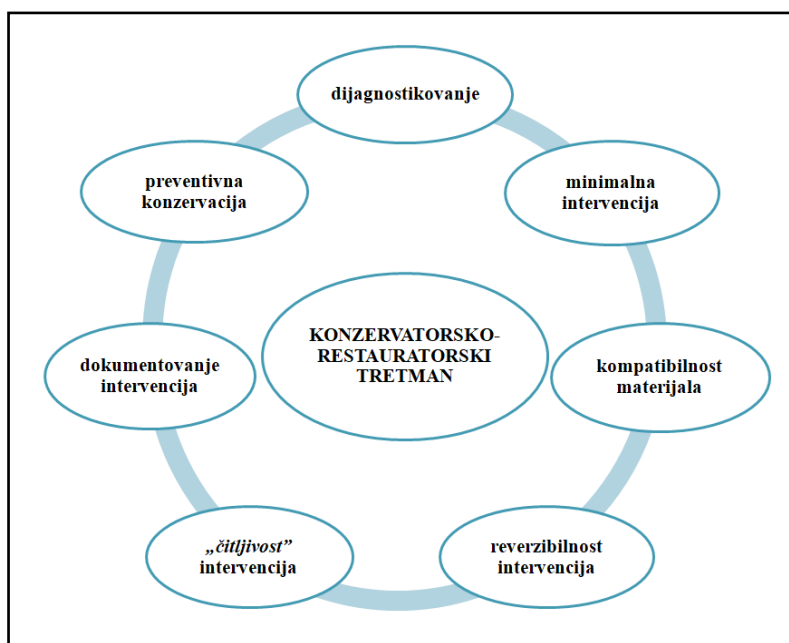 dijagnostikovanje
minimalna
intervencija
kompatibilnost
materijala
reverzibilnost
intervencija
„čitljivost”
intervencija
dokumentovanje
intervencija
preventivna
konzervacija
KONZERVATORSKO-
RESTAURATORSKI
TRETMAN